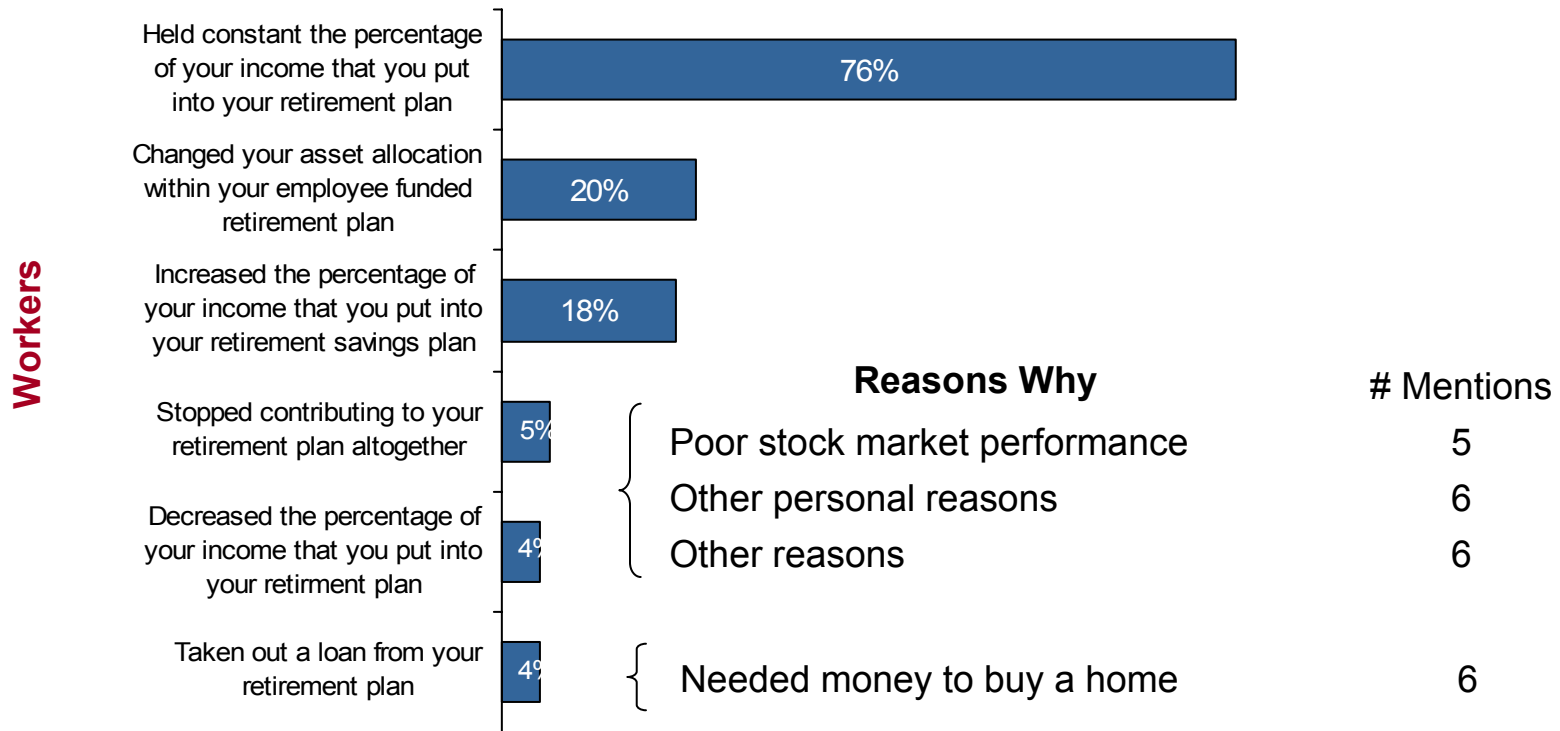 Workers
Held constant the percentage
of your income that you put
into your retirement plan
76%
Changed your asset allocation
within your employee funded
retirement plan
20%
Increased the percentage of
your income that you put into
your retirement savings plan
18%
Reasons Why
# Mentions
Stopped contributing to your
retirement plan altogether
5%
Poor stock market performance 5
Other personal reasons 6
Decreased the percentage of
your income that you put into
your retirment plan
4%
Other reasons 6
Taken out a loan from your
retirement plan
4%
Needed money to buy a home 6